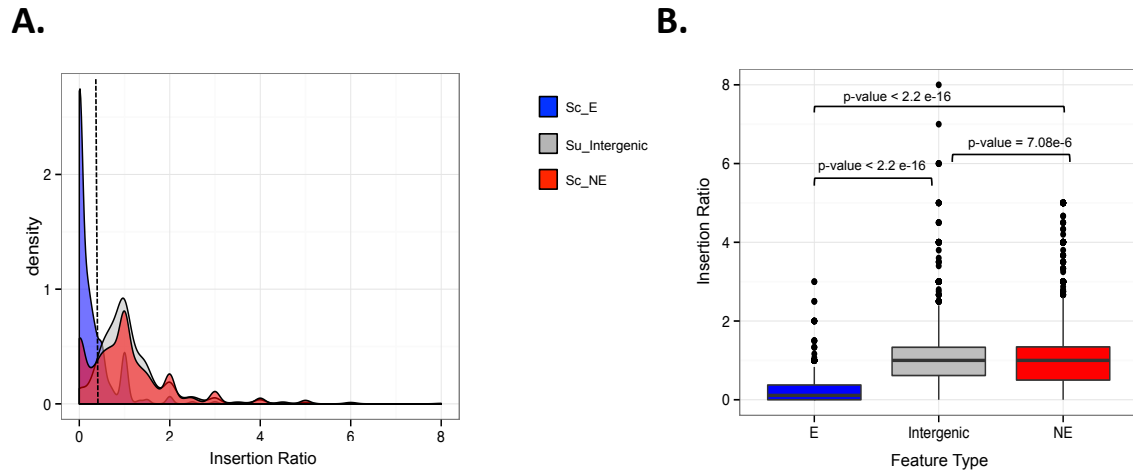 A.
density
2
1
0
0
2
4
6
8
Insertion Ratio
Sc_E
Su_Intergenic
Sc_NE
B.
Insertion Ratio
8
6
4
2
0
p-value < 2.2 e-16
p-value = 7.08e-6
p-value < 2.2 e-16
E
Intergenic
NE
Feature Type